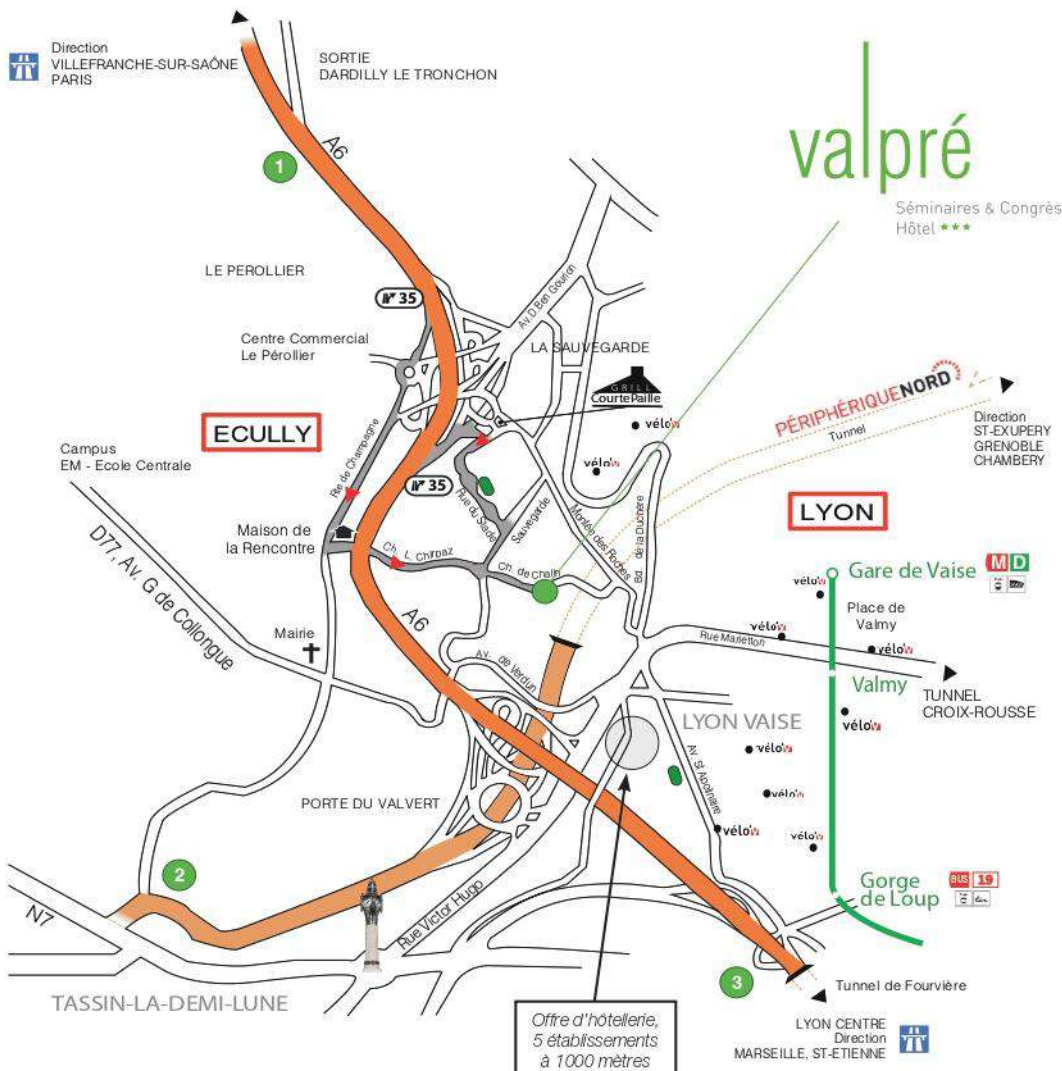 Direction
VILLEFRANCHE-SUR-SAÔNE
PARIS
SORTIE
DARDILLY LE TRONCHON
A6
1
valpré
Séminaires & Congrès
Hôtel ***
LE PEROLLIER
35
Av. D Ben Gourion
Centre Commercial
Le Pérollier
LA SAUVEGARDE
GRILL
CourtePaille
vélo'v
PÉRIPHÉRIQUE NORD
Tunnel
Direction
ST-EXUPERY
GRENOBLE
CHAMBERY
ECULLY
Campus
EM - Ecole Centrale
Rte de Champagne
35
vélo'v
Rue du Stade
Sauvegarde
Montée des Roches
Bd. de la Duchère
LYON
Maison de
la Rencontre
Ch. L. Chirpaz
Ch. de Chalin
D77, Av. G de Collongue
A6
Gare de Vaise
M D
vélo'v
Place de
Valmy
Mairie
vélo'v
Rue Marietton
vélo'v
Av. de Verdun
Valmy
TUNNEL
CROIX-ROUSSE
LYON VAISE
vélo'v
vélo'v
Av. St Apolinaire
PORTE DU VALVERT
vélo'v
vélo'v
vélo'v
2
N7
Rue Victor Hugo
Gorge
de Loup
BUS 19
TASSIN-LA-DEMI-LUNE
3
Tunnel de Fourvière
Offre d'hôtellerie,
5 établissements
à 1000 mètres
LYON CENTRE
Direction
MARSEILLE, ST-ETIENNE